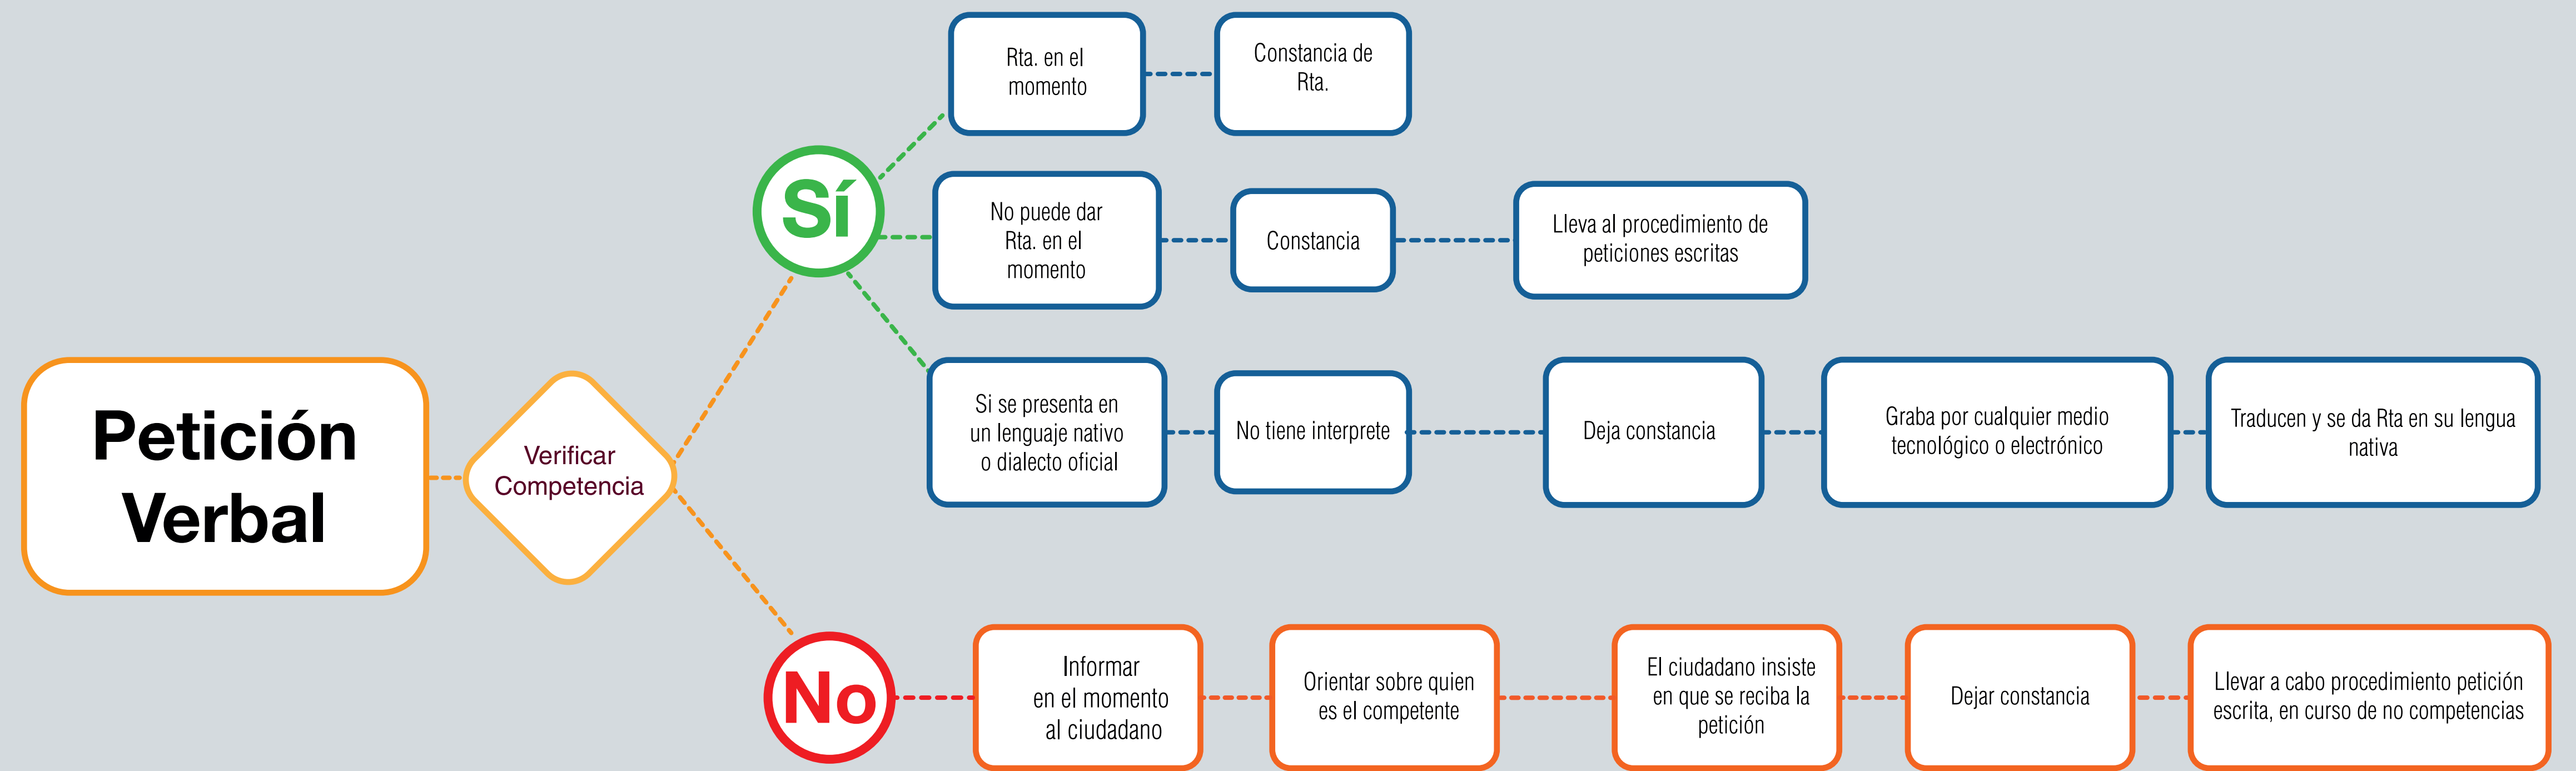 Petición
Verbal
Verificar
Competencia
Sí
Rta. en el
momento
Constancia de
Rta.
No puede dar
Rta. en el
momento
Constancia
Lleva al procedimiento de
peticiones escritas
Si se presenta en
un lenguaje nativo
o dialecto oficial
No tiene interprete
Deja constancia
Graba por cualquier medio
tecnológico o electrónico
Traducen y se da Rta en su lengua
nativa
No
Informar
en el momento
al ciudadano
Orientar sobre quien
es el competente
El ciudadano insiste
en que se reciba la
petición
Dejar constancia
Llevar a cabo procedimiento petición
escrita, en curso de no competencias